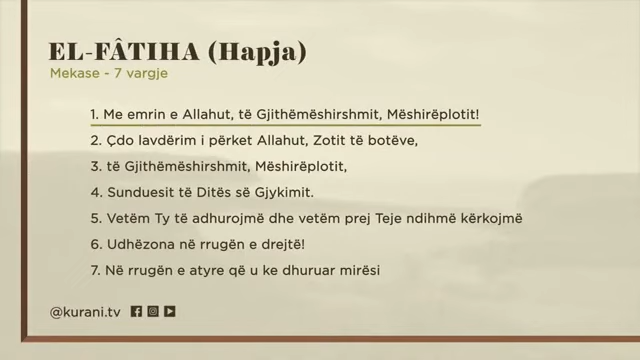 EL-FÂTIHA (Hapja)
Mekase - 7 vargje
1. Me emrin e Allahut, të Gjithëmëshirshmit, Mëshirëplotit!
2. Çdo lavdërim i përket Allahut, Zotit të botëve,
3. të Gjithëmëshirshmit, Mëshirëplotit,
4. Sunduesit të Ditës së Gjykimit.
5. Vetëm Ty të adhurojmë dhe vetëm prej Teje ndihmë kërkojmë
6. Udhëzona në rrugën e drejtë!
7. Në rrugën e atyre që u ke dhuruar mirësi
@kurani.tv